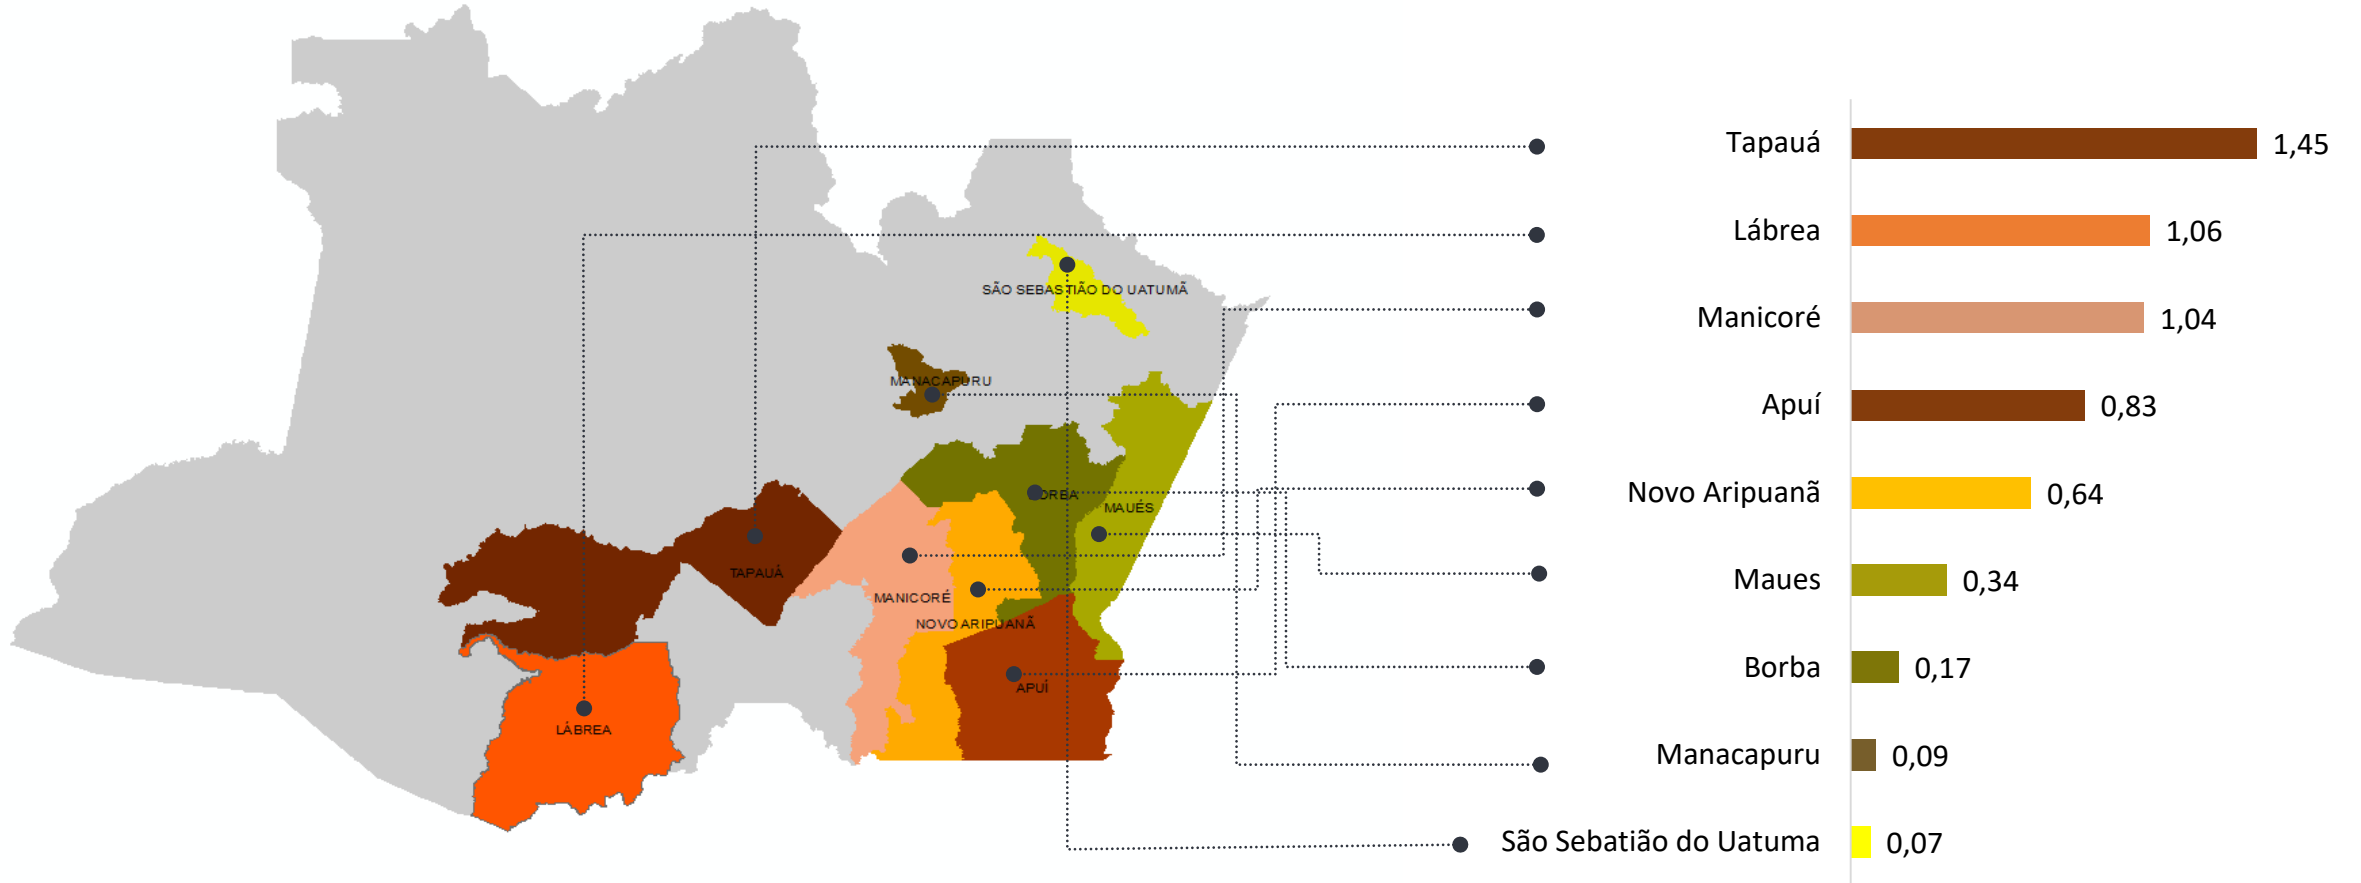 SÃO SEBASTIÃO DO UATUMÃ
MANACAPURU
BORBA
MAUÉS
TAPAUÁ
MANICORÉ
NOVO ARIPUANÃ
APUÍ
LÁBREA
Tapauá 1,45
Lábrea 1,06
Manicoré 1,04
Apuí 0,83
Novo Aripuanã 0,64
Maues 0,34
Borba 0,17
Manacapuru 0,09
São Sebatião do Uatuma 0,07